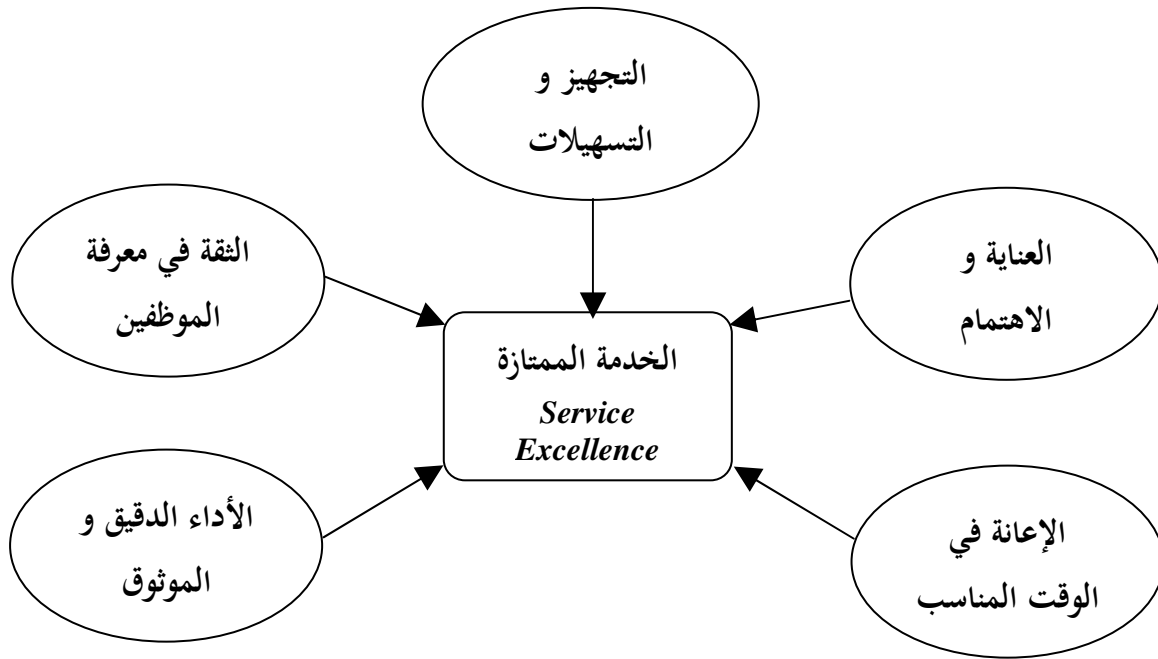 التجهيز و
التسهيلات
العناية و
الاهتمام
الثقة في معرفة
الموظفين
الخدمة الممتازة
Service
Excellence
الإعانة في
الوقت المناسب
الأداء الدقيق و
الموثوق